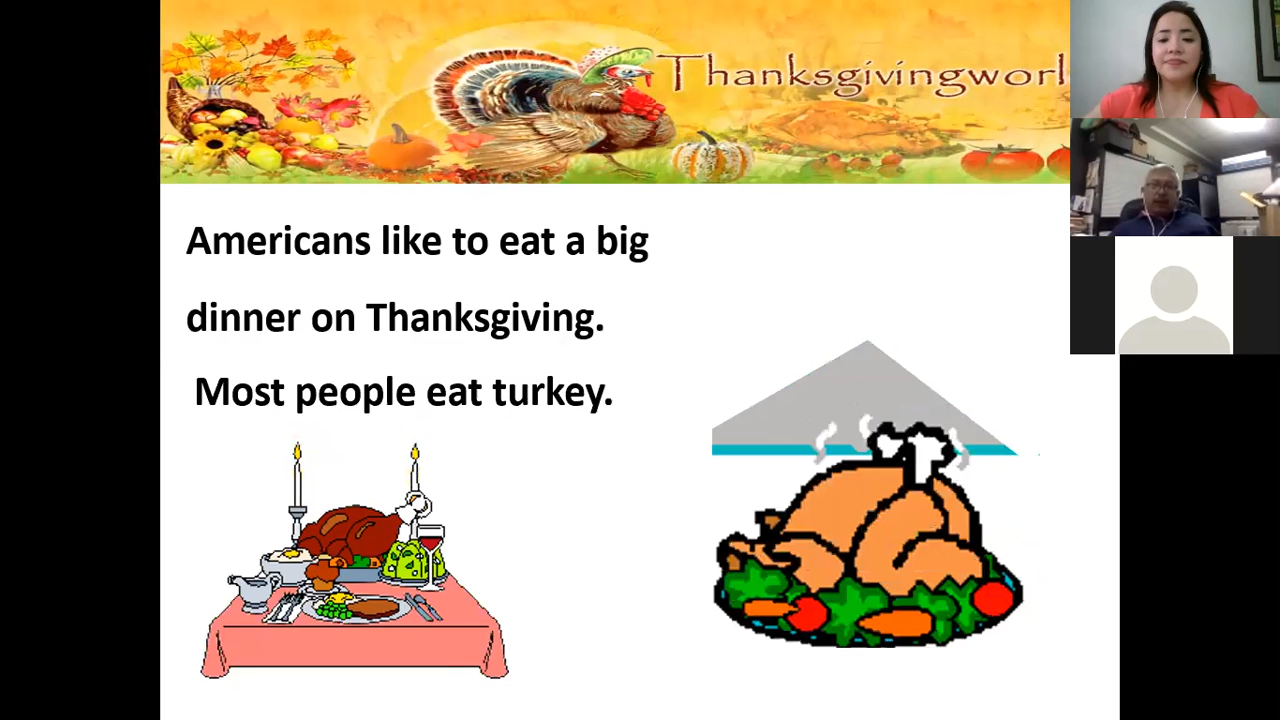 Thanksgivingworl
Americans like to eat a big
dinner on Thanksgiving.
Most people eat turkey.